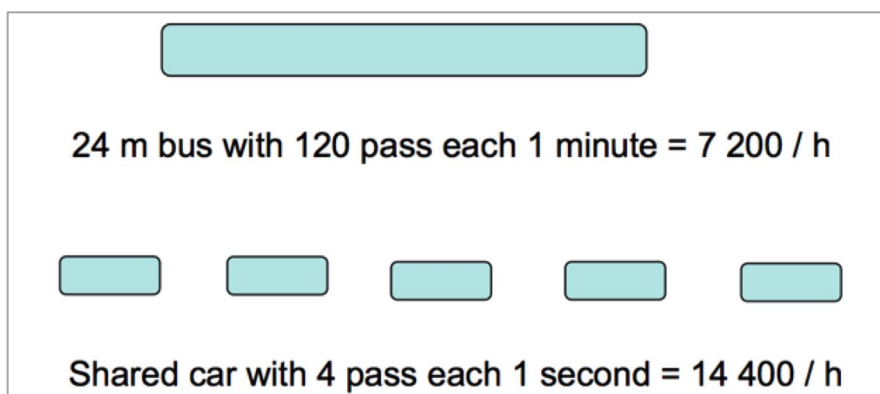 24 m bus with 120 pass each 1 minute = 7 200 / h
Shared car with 4 pass each 1 second = 14 400 / h